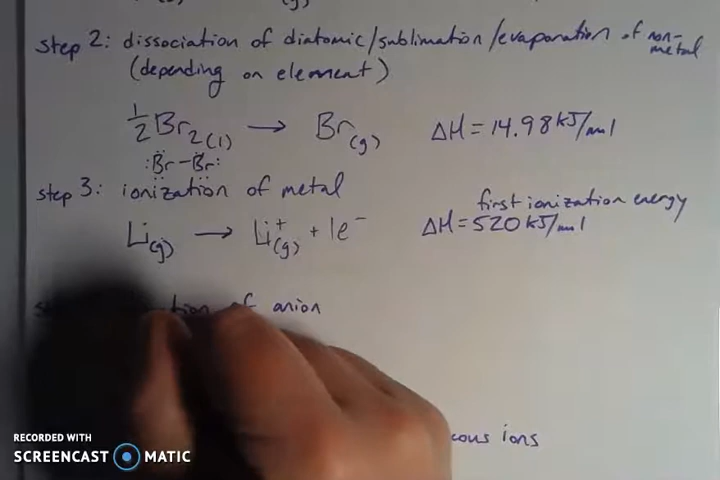 (g)
step 2: dissociation of diatomic/sublimation/evaporation of non-metal
(depending on element)
½Br₂(l) → Br(g) ΔH = 14.98 kJ/mol
:Br-Br:
step 3: ionization of metal
first ionization energy
Li(g) → Li⁺(g) + 1e⁻ ΔH = 520 kJ/mol
of anion
ions
RECORDED WITH
SCREENCAST MATIC